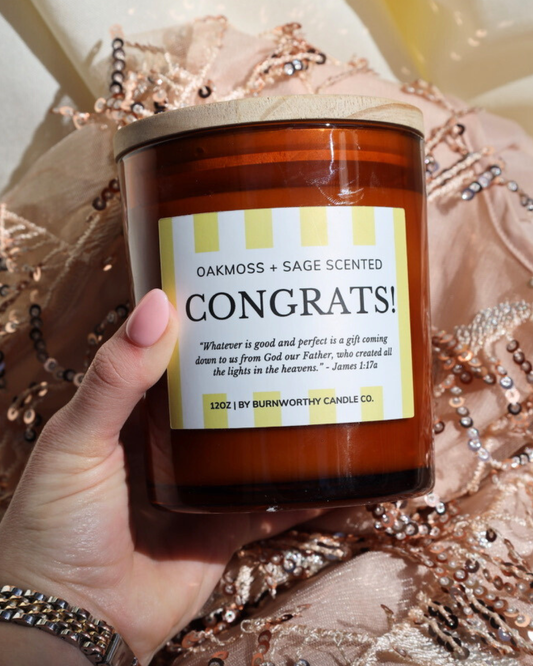 OAKMOSS + SAGE SCENTED
CONGRATS!
"Whatever is good and perfect is a gift coming
down to us from God our Father, who created all
the lights in the heavens." - James 1:17a
12OZ | BY BURNWORTHY CANDLE CO.